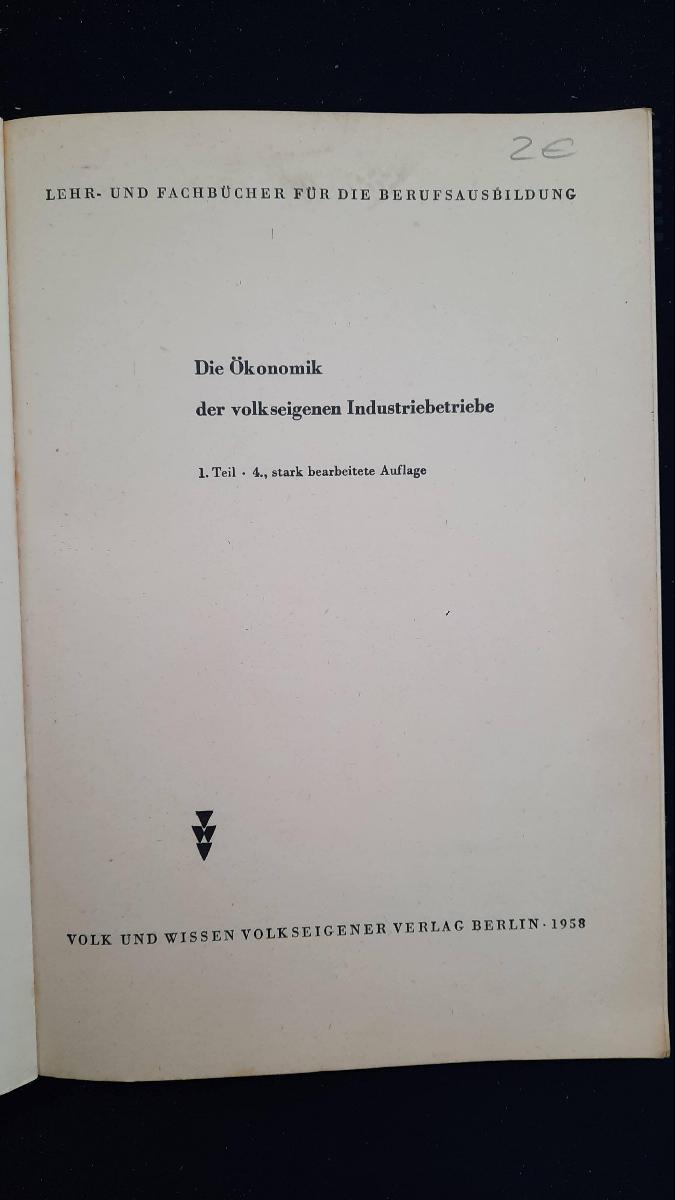 2€
LEHR- UND FACHBÜCHER FÜR DIE BERUFSAUSBILDUNG
Die Ökonomik
der volkseigenen Industriebetriebe
1. Teil · 4., stark bearbeitete Auflage
VOLK UND WISSEN VOLKSEIGENER VERLAG BERLIN · 1958